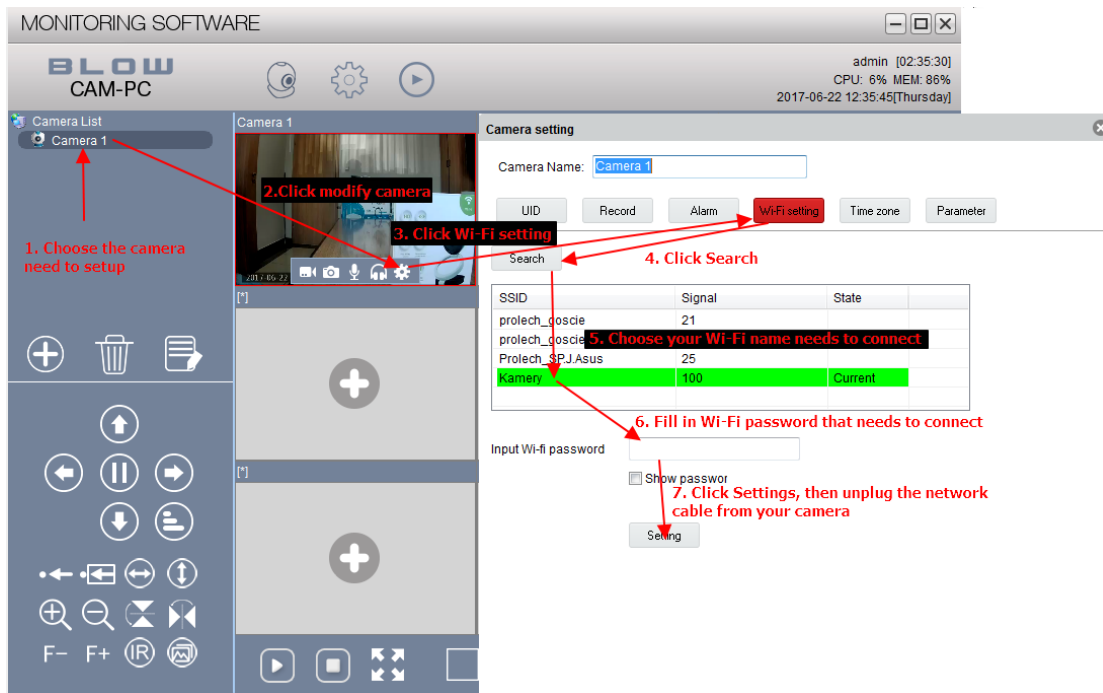 MONITORING SOFTWARE
BLOW
CAM-PC
admin [02:35:30]
CPU: 6% MEM: 86%
2017-06-22 12:35:45[Thursday]
Camera List
Camera 1
1. Choose the camera
need to setup
Camera 1
2.Click modify camera
3. Click Wi-Fi setting
2017-06-22
[*]
[*]
F- F+ IR
Camera setting
Camera Name: Camera 1
UID Record Alarm Wi-Fi setting Time zone Parameter
Search
4. Click Search
SSID Signal State
prolech_goscie 21
prolech_goscie
5. Choose your Wi-Fi name needs to connect
Prolech_SP.J.Asus 25
Kamery 100 Current
6. Fill in Wi-Fi password that needs to connect
Input Wi-fi password
Show passwor
7. Click Settings, then unplug the network
cable from your camera
Setting